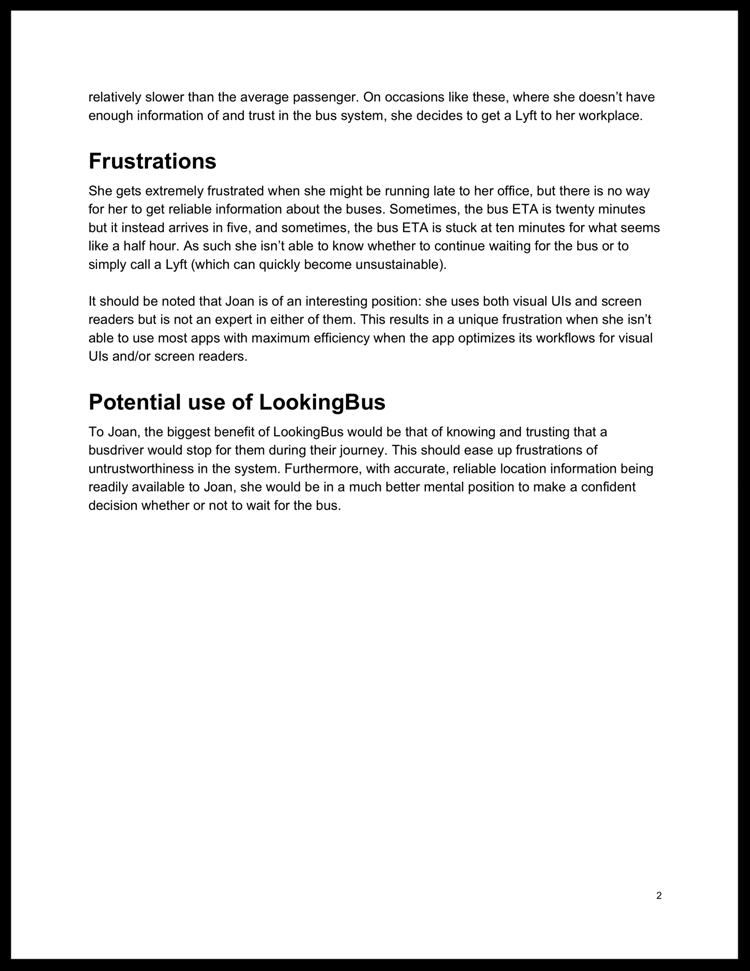 relatively slower than the average passenger. On occasions like these, where she doesn’t have
enough information of and trust in the bus system, she decides to get a Lyft to her workplace.
Frustrations
She gets extremely frustrated when she might be running late to her office, but there is no way
for her to get reliable information about the buses. Sometimes, the bus ETA is twenty minutes
but it instead arrives in five, and sometimes, the bus ETA is stuck at ten minutes for what seems
like a half hour. As such she isn’t able to know whether to continue waiting for the bus or to
simply call a Lyft (which can quickly become unsustainable).
It should be noted that Joan is of an interesting position: she uses both visual UIs and screen
readers but is not an expert in either of them. This results in a unique frustration when she isn’t
able to use most apps with maximum efficiency when the app optimizes its workflows for visual
UIs and/or screen readers.
Potential use of LookingBus
To Joan, the biggest benefit of LookingBus would be that of knowing and trusting that a
busdriver would stop for them during their journey. This should ease up frustrations of
untrustworthiness in the system. Furthermore, with accurate, reliable location information being
readily available to Joan, she would be in a much better mental position to make a confident
decision whether or not to wait for the bus.
2